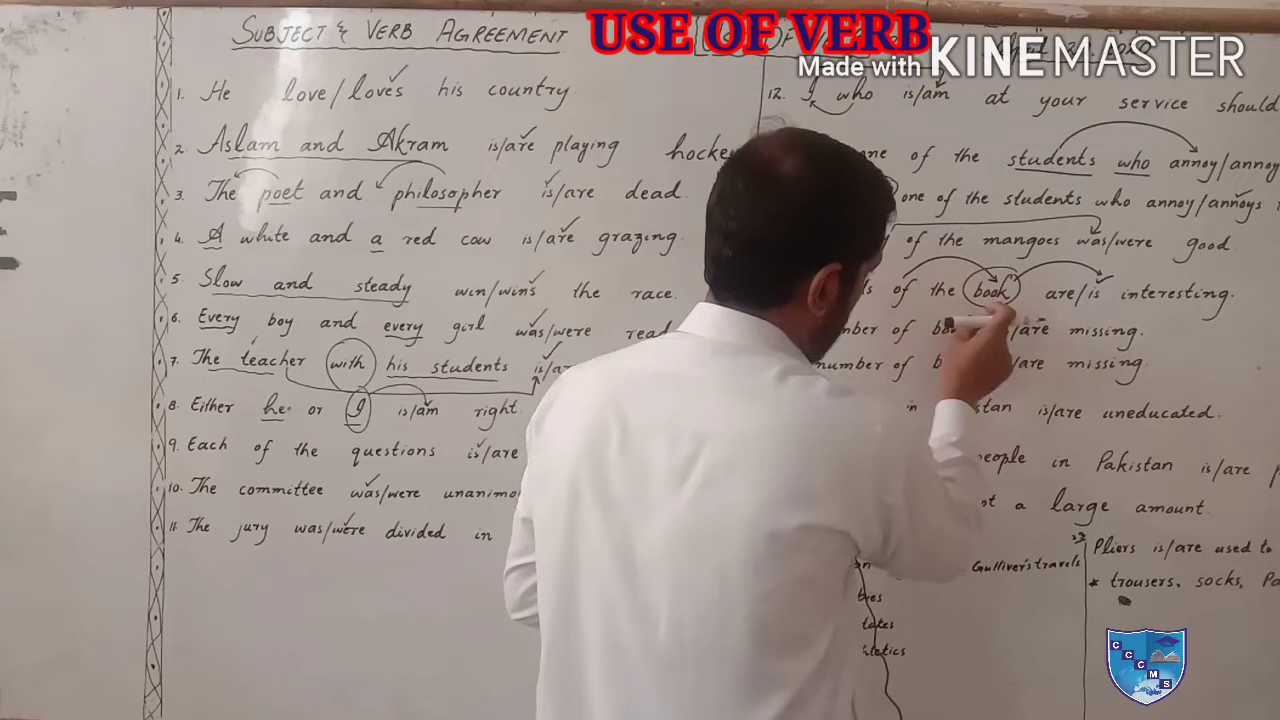 SUBJECT & VERB AGREEMENT
USE OF VERB
Made with KINEMASTER
1. He love/loves his country.
2. Aslam and Akram is/are playing hockey
3. The poet and philosopher is/are dead.
4. A white and a red cow is/are grazing.
5. Slow and steady win/wins the race.
6. Every boy and every girl was/were
7. The teacher with his students is/
8. Either he or I is/am right.
9. Each of the questions is/are
10. The committee was/were
11. The jury was/were divided in
12. I who is/am at your service should
one of the students who annoy/annoy
one of the students who annoy/annoys
of the mangoes was/were good
of the book are/is interesting.
of are missing.
number of /are missing.
in is/are uneducated.
people in Pakistan is/are
a large amount.
Gulliver's travels
23 Pliers is/are used to
* trousers, socks,
C C C M S